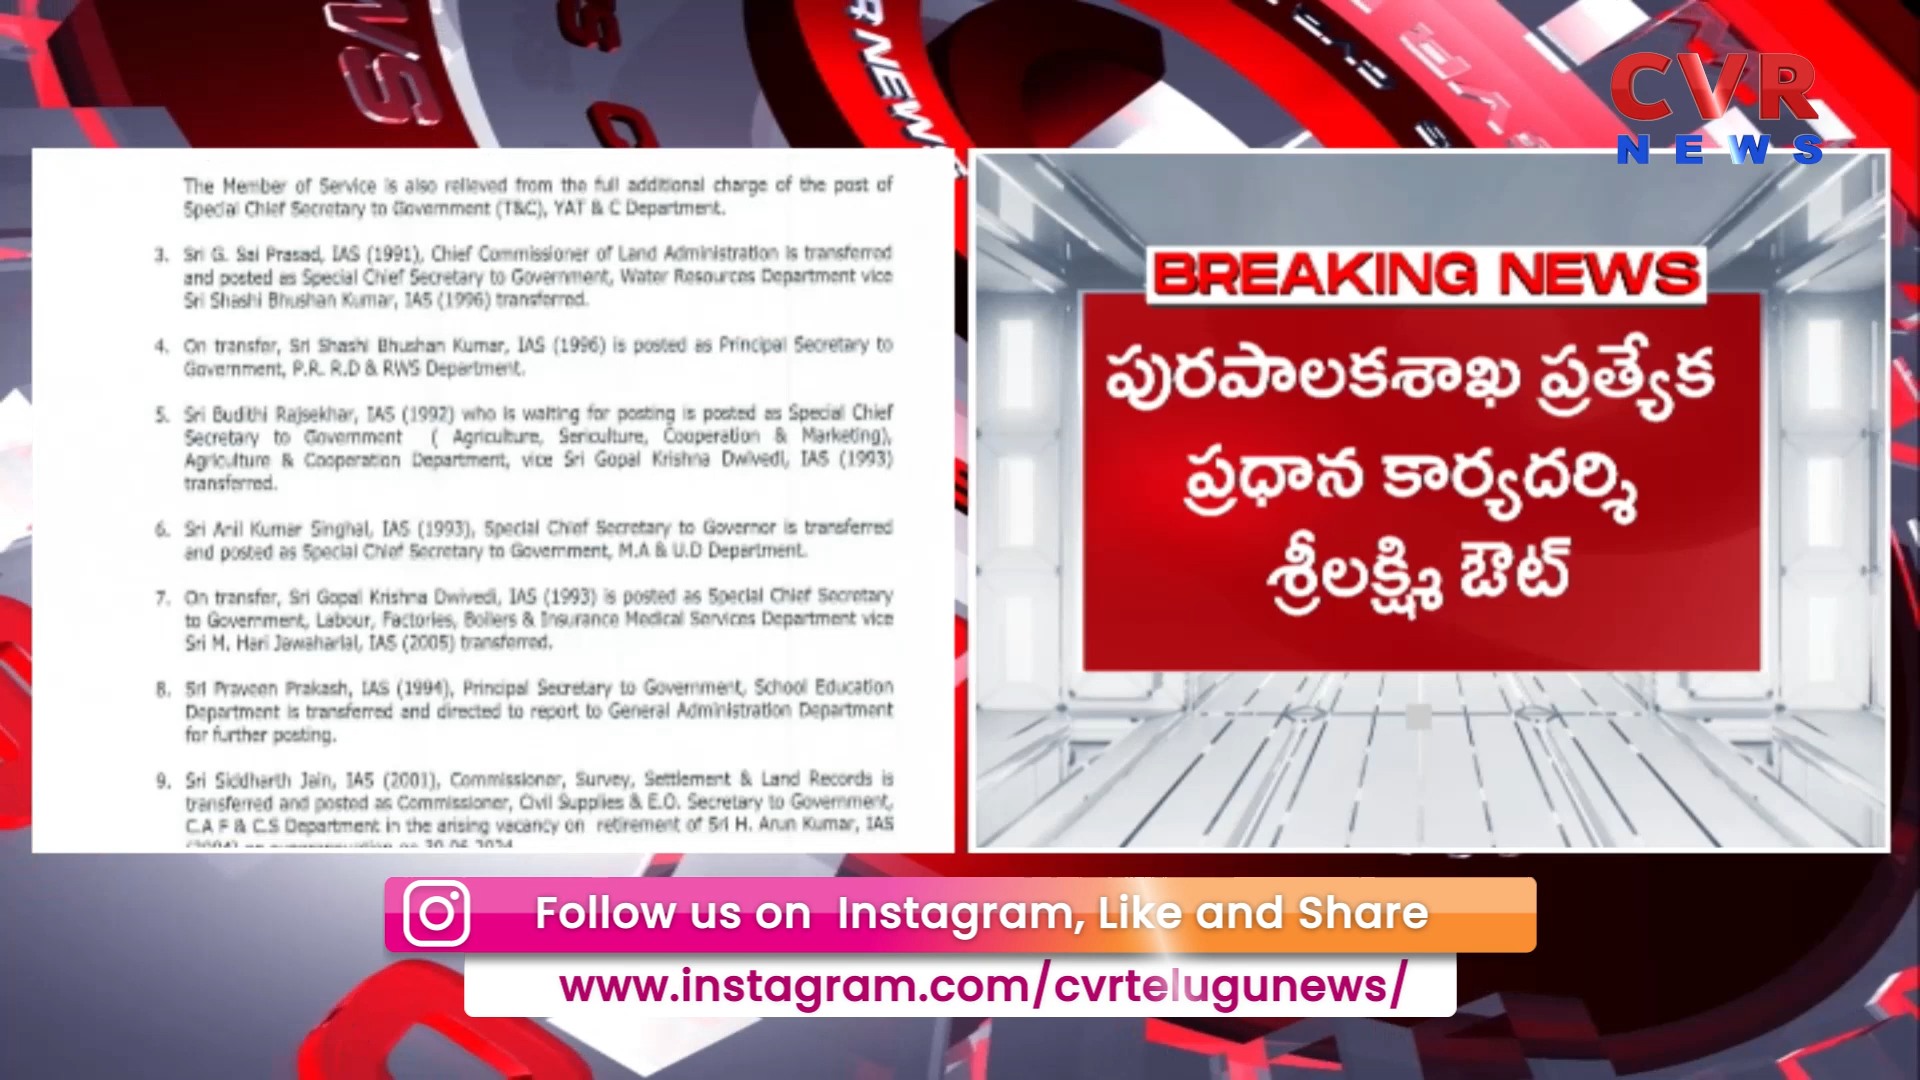 WS
R NEWS
CVR
NEWS
The Member of Service is also relieved from the full additional charge of the post of
Special Chief Secretary to Government (T&C), YAT & C Department.
3. Sri G. Sai Prasad, IAS (1991), Chief Commissioner of Land Administration is transferred
and posted as Special Chief Secretary to Government, Water Resources Department vice
Sri Shashi Bhushan Kumar, IAS (1996) transferred.
4. On transfer, Sri Shashi Bhushan Kumar, IAS (1996) is posted as Principal Secretary to
Government, P.R. R.D & RWS Department.
5. Sri Budithi Rajsekhar, IAS (1992) who is waiting for posting is posted as Special Chief
Secretary to Government ( Agriculture, Sericulture, Cooperation & Marketing),
Agriculture & Cooperation Department, vice Sri Gopal Krishna Dwivedi, IAS (1993)
transferred.
6. Sri Anil Kumar Singhal, IAS (1993), Special Chief Secretary to Governor is transferred
and posted as Special Chief Secretary to Government, M.A & U.D Department.
7. On transfer, Sri Gopal Krishna Dwivedi, IAS (1993) is posted as Special Chief Secretary
to Government, Labour, Factories, Boilers & Insurance Medical Services Department vice
Sri M. Hari Jawaharlal, IAS (2005) transferred.
8. Sri Praveen Prakash, IAS (1994), Principal Secretary to Government, School Education
Department is transferred and directed to report to General Administration Department
for further posting.
9. Sri Siddharth Jain, IAS (2001), Commissioner, Survey, Settlement & Land Records is
transferred and posted as Commissioner, Civil Supplies & E.O. Secretary to Government,
C.A F & C.S Department in the arising vacancy on retirement of Sri H. Arun Kumar, IAS
BREAKING NEWS
పురపాలకశాఖ ప్రత్యేక
ప్రధాన కార్యదర్శి
శ్రీలక్ష్మి ఔట్
Follow us on Instagram, Like and Share
www.instagram.com/cvrtelugunews/